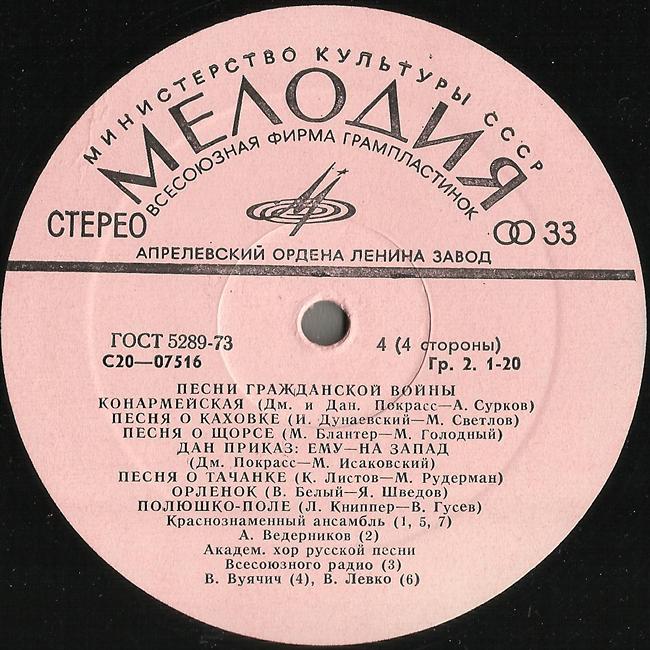 МИНИСТЕРСТВО КУЛЬТУРЫ СССР
МЕЛОДИЯ
ВСЕСОЮЗНАЯ ФИРМА ГРАМПЛАСТИНОК
СТЕРЕО
33
АПРЕЛЕВСКИЙ ОРДЕНА ЛЕНИНА ЗАВОД
ГОСТ 5289-73
4 (4 стороны)
С20—07516
Гр. 2. 1-20
ПЕСНИ ГРАЖДАНСКОЙ ВОЙНЫ
КОНАРМЕЙСКАЯ (Дм. и Дан. Покрасс—А. Сурков)
ПЕСНЯ О КАХОВКЕ (И. Дунаевский—М. Светлов)
ПЕСНЯ О ЩОРСЕ (М. Блантер—М. Голодный)
ДАН ПРИКАЗ: ЕМУ—НА ЗАПАД
(Дм. Покрасс—М. Исаковский)
ПЕСНЯ О ТАЧАНКЕ (К. Листов—М. Рудерман)
ОРЛЕНОК (В. Белый—Я. Шведов)
ПОЛЮШКО-ПОЛЕ (Л. Книппер—В. Гусев)
Краснознаменный ансамбль (1, 5, 7)
А. Ведерников (2)
Академ. хор русской песни
Всесоюзного радио (3)
В. Вуячич (4), В. Левко (6)